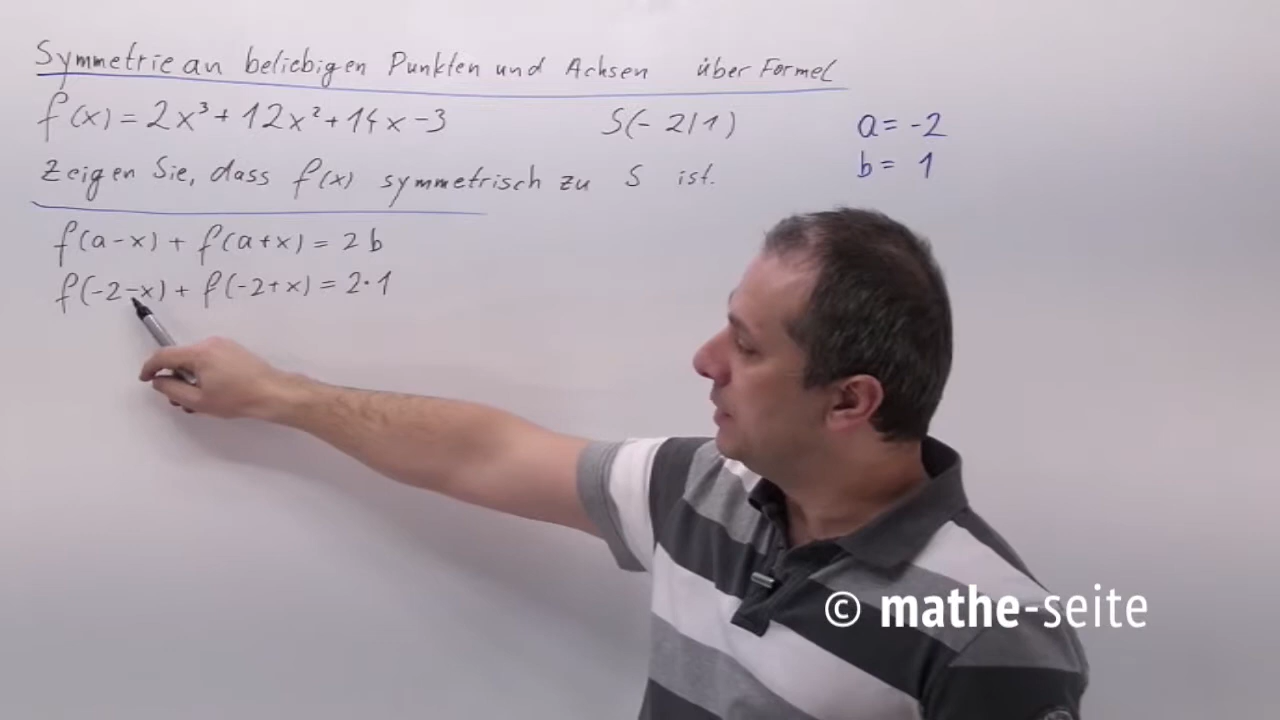 Symmetrie an beliebigen Punkten und Achsen über Formel
f(x) = 2x³ + 12x² + 14x - 3 S(-2|1) a = -2
b = 1
Zeigen Sie, dass f(x) symmetrisch zu S ist.
f(a-x) + f(a+x) = 2b
f(-2-x) + f(-2+x) = 2·1
© mathe-seite